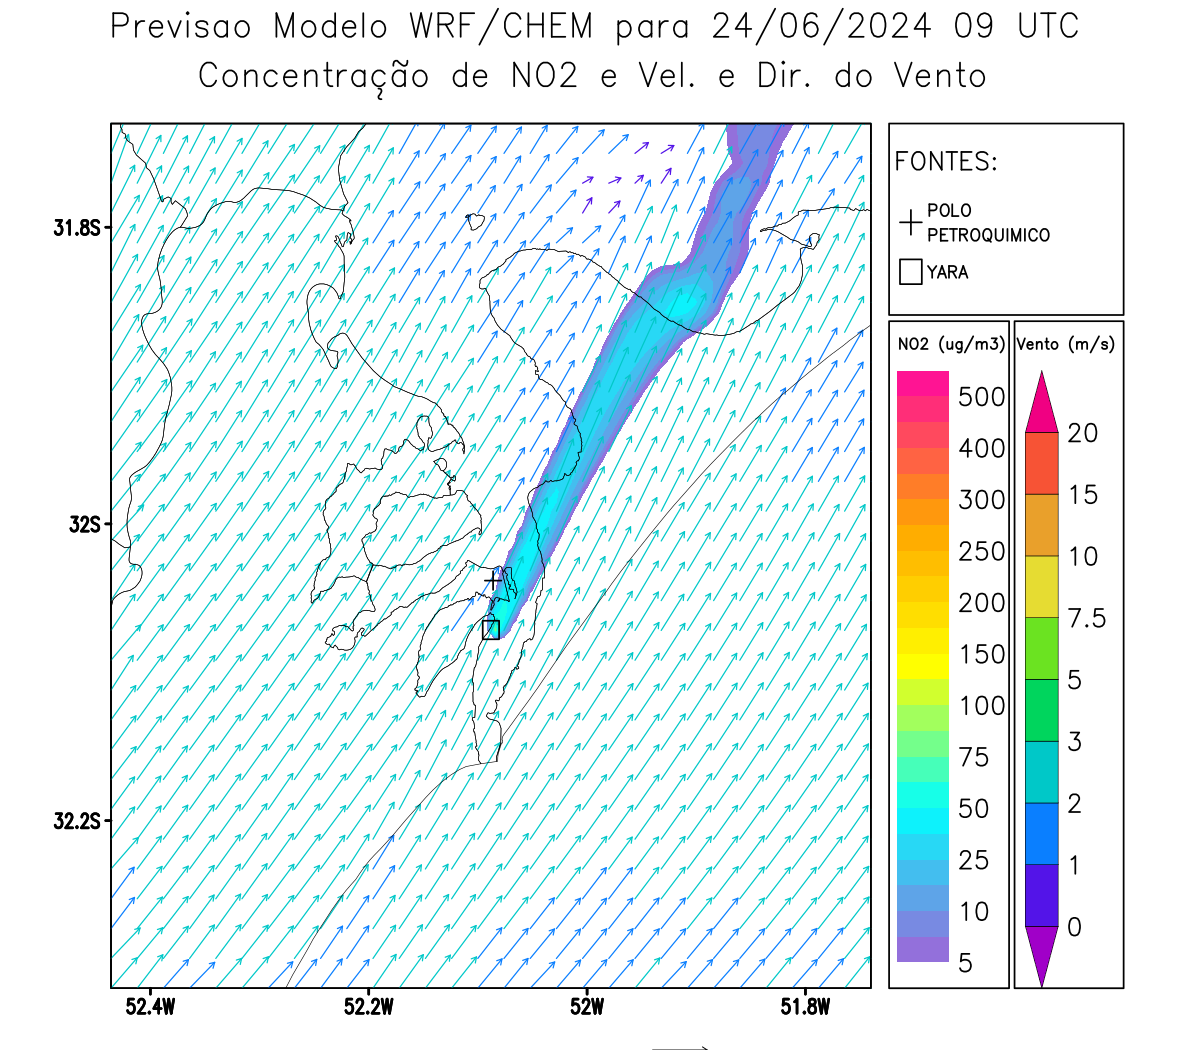 Previsao Modelo WRF/CHEM para 24/06/2024 09 UTC
Concentração de NO2 e Vel. e Dir. do Vento
FONTES:
POLO
PETROQUIMICO
YARA
NO2 (ug/m3)
500
400
300
250
200
150
100
75
50
25
10
5
Vento (m/s)
20
15
10
7.5
5
3
2
1
0
31.8S
32S
32.2S
52.4W
52.2W
52W
51.8W